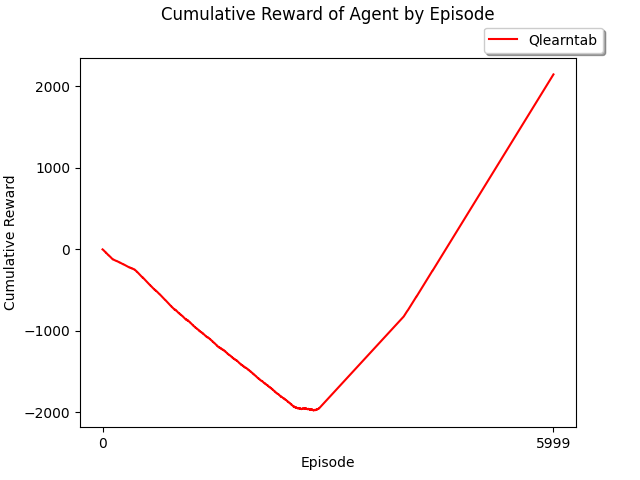 Cumulative Reward of Agent by Episode
Qlearntab
2000
1000
0
−1000
−2000
Cumulative Reward
0
5999
Episode